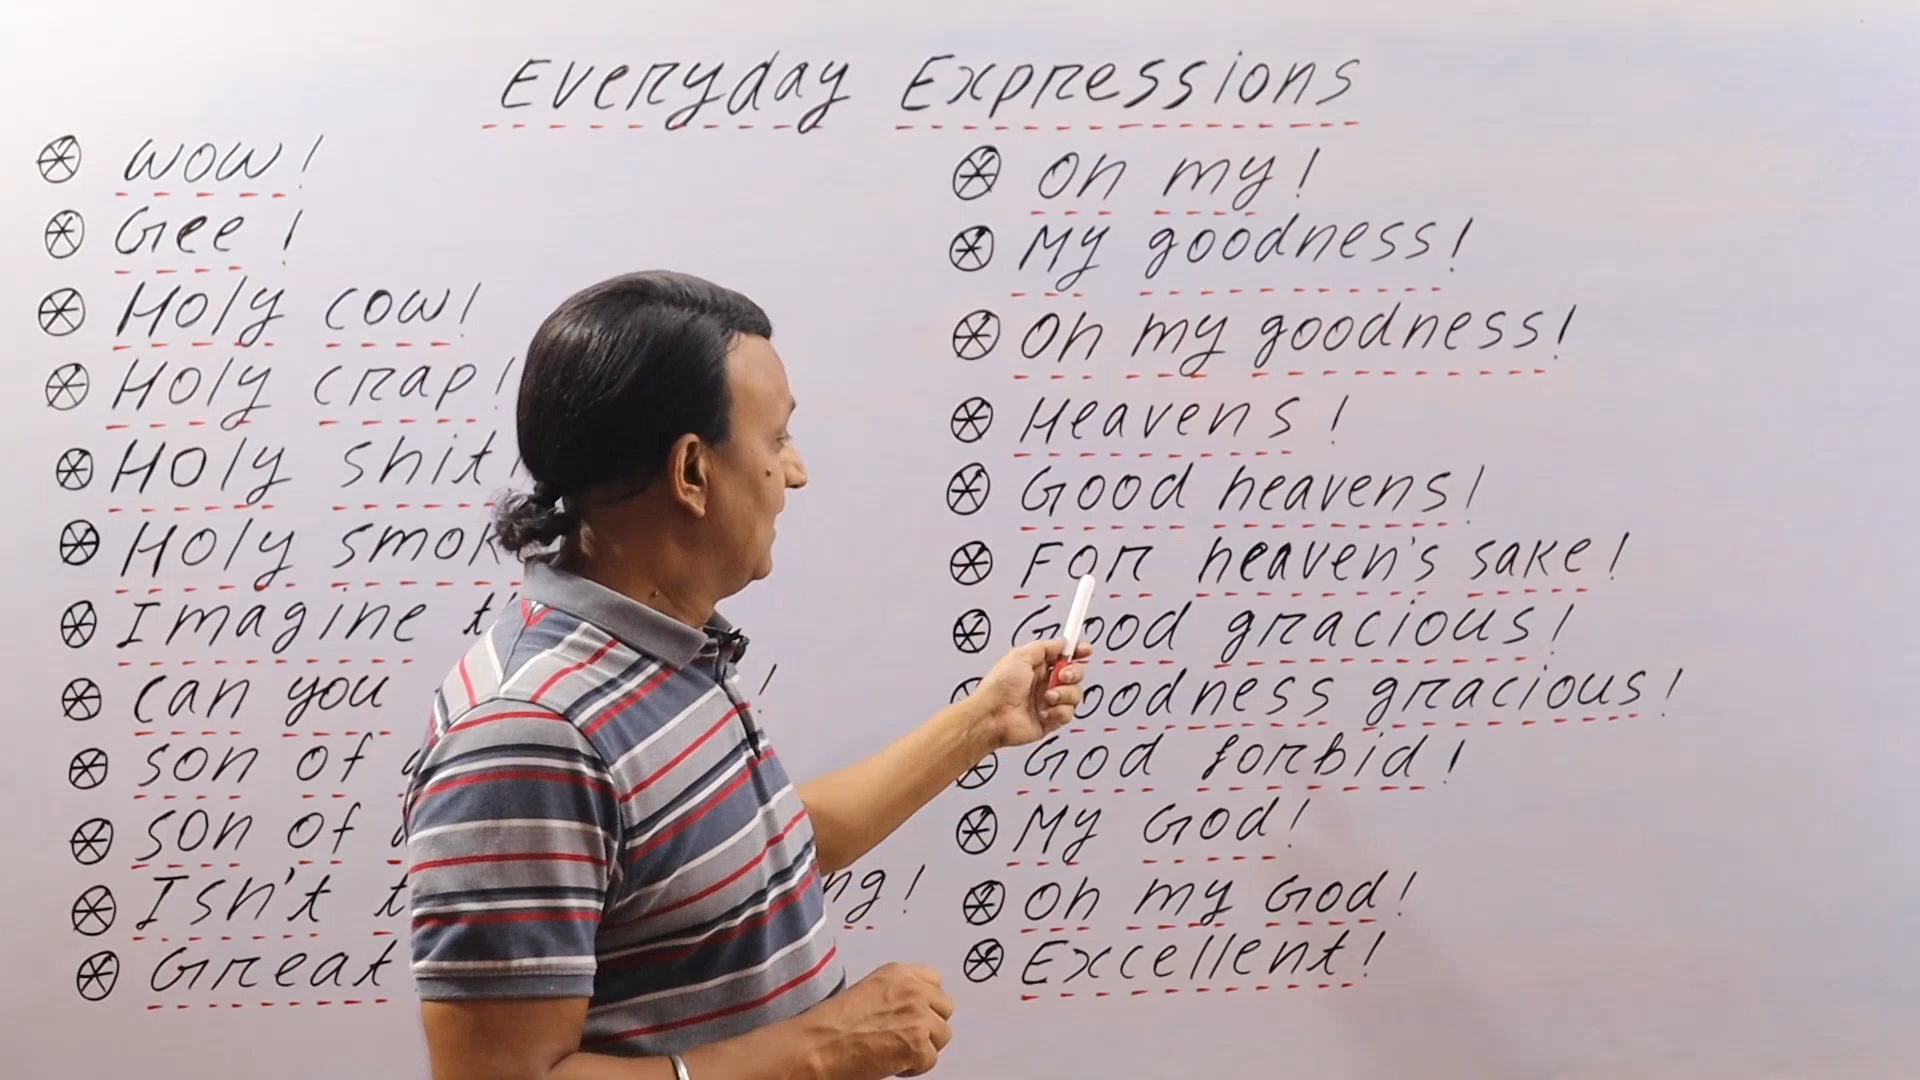 Everyday Expressions
Wow!
Gee!
Holy cow!
Holy crap!
Holy shit!
Holy
Imagine
can you !
son of
son of
Isn't !
Great
Oh my!
My goodness!
Oh my goodness!
Heavens!
Good heavens!
For heaven's sake!
Good gracious!
Goodness gracious!
God forbid!
My God!
Oh my God!
Excellent!